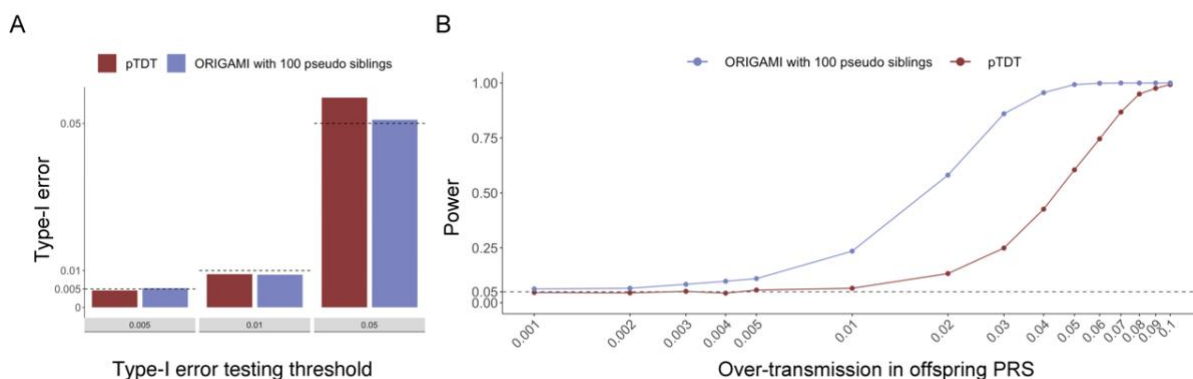 A
pTDT
ORIGAMI with 100 pseudo siblings
Type-I error
0.05
0.01
0.005
0
0.005
0.01
0.05
Type-I error testing threshold
B
ORIGAMI with 100 pseudo siblings
pTDT
Power
1.00
0.75
0.50
0.25
0.05
0.00
0.001
0.002
0.003
0.004
0.005
0.01
0.02
0.03
0.04
0.05
0.06
0.07
0.08
0.09
0.1
Over-transmission in offspring PRS